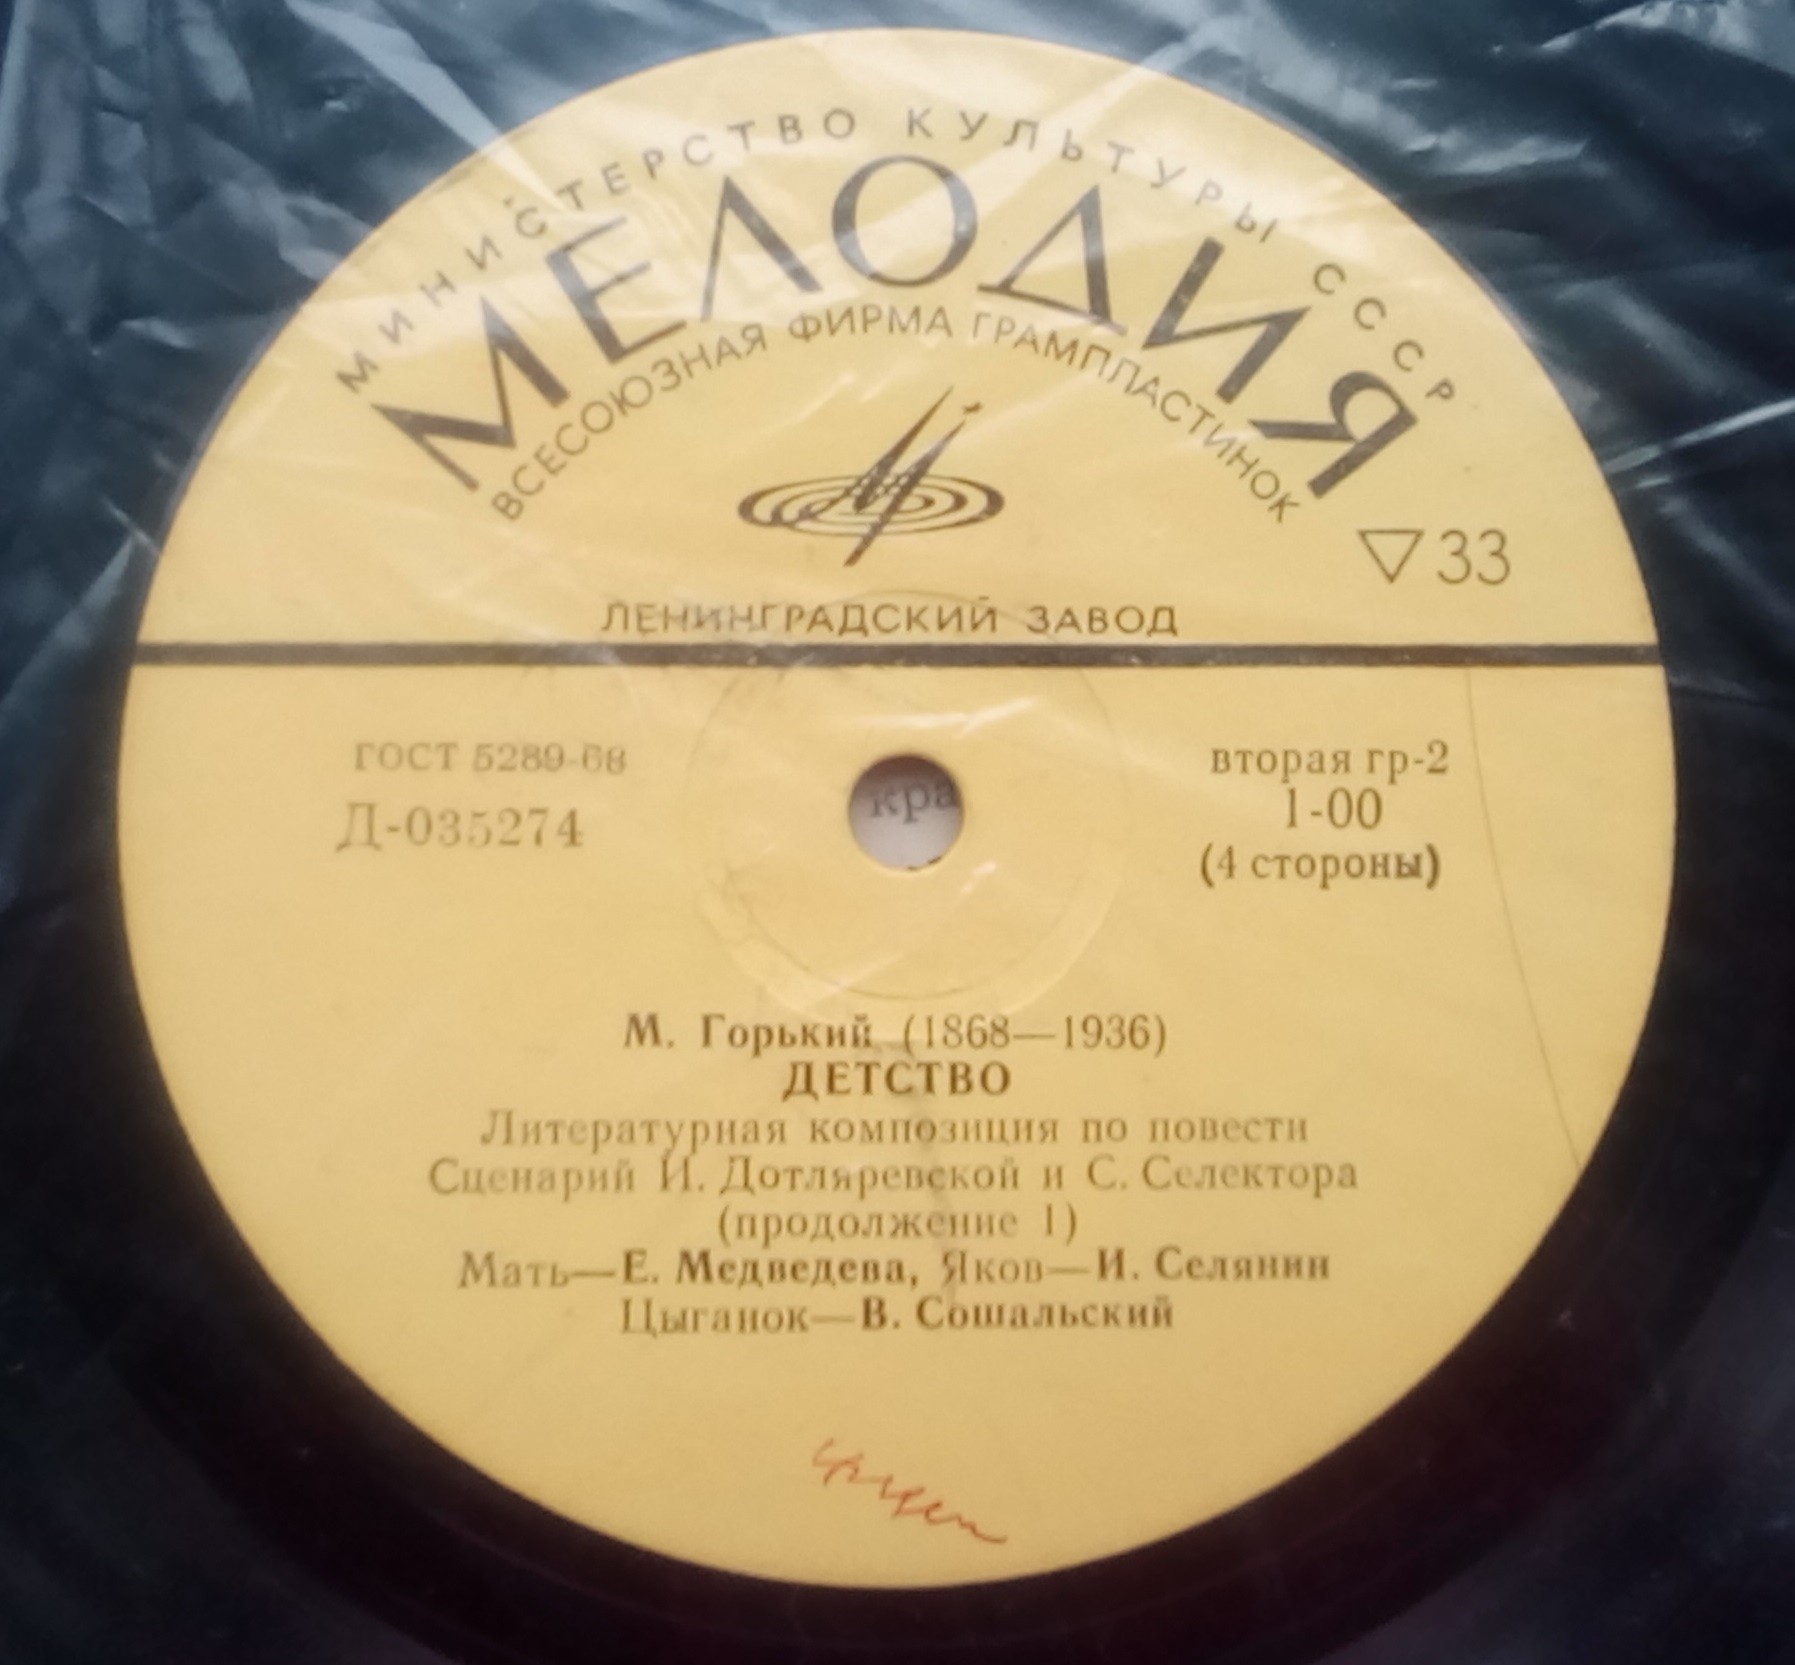 МИНИСТЕРСТВО КУЛЬТУРЫ СССР
МЕЛОДИЯ
ВСЕСОЮЗНАЯ ФИРМА ГРАМПЛАСТИНОК
▽33
ЛЕНИНГРАДСКИЙ ЗАВОД
ГОСТ 5289-68
Д-035274
вторая гр-2
1-00
(4 стороны)
кра
М. Горький (1868—1936)
ДЕТСТВО
Литературная композиция по повести
Сценарий И. Дотляревской и С. Селектора
(продолжение 1)
Мать—Е. Медведева, Яков—И. Селянин
Цыганок—В. Сошальский